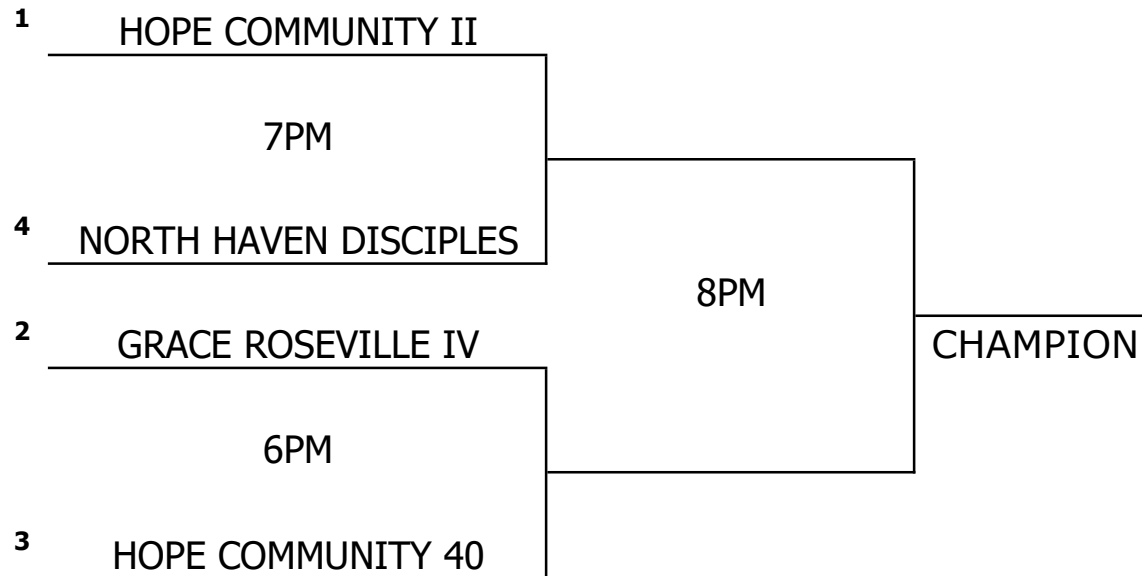 1 HOPE COMMUNITY II
7PM
4 NORTH HAVEN DISCIPLES
8PM
2 GRACE ROSEVILLE IV
CHAMPION
6PM
3 HOPE COMMUNITY 40